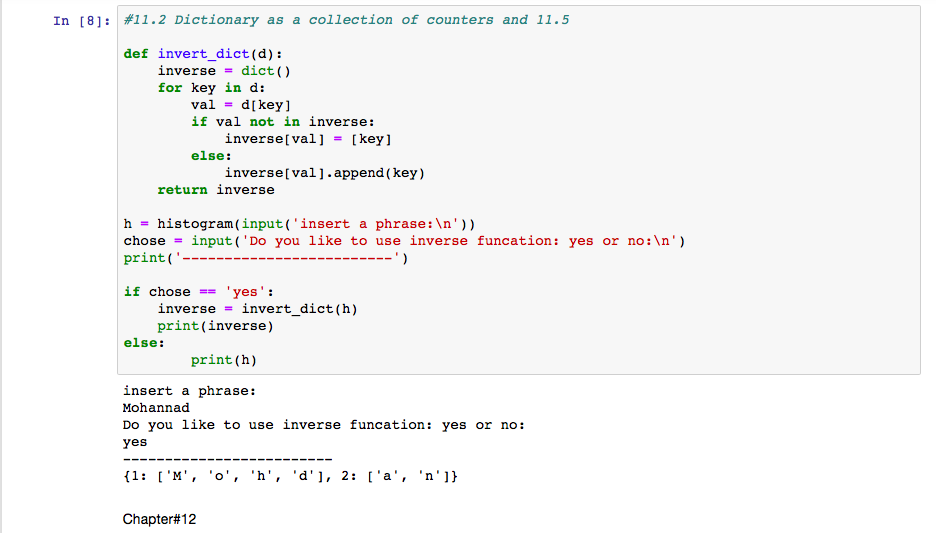 In [8]: #11.2 Dictionary as a collection of counters and 11.5
def invert_dict(d):
    inverse = dict()
    for key in d:
        val = d[key]
        if val not in inverse:
            inverse[val] = [key]
        else:
            inverse[val].append(key)
    return inverse
h = histogram(input('insert a phrase:\n'))
chose = input('Do you like to use inverse funcation: yes or no:\n')
print('-------------------------')
if chose == 'yes':
    inverse = invert_dict(h)
    print(inverse)
else:
        print(h)
insert a phrase:
Mohannad
Do you like to use inverse funcation: yes or no:
yes
-------------------------
{1: ['M', 'o', 'h', 'd'], 2: ['a', 'n']}
Chapter#12